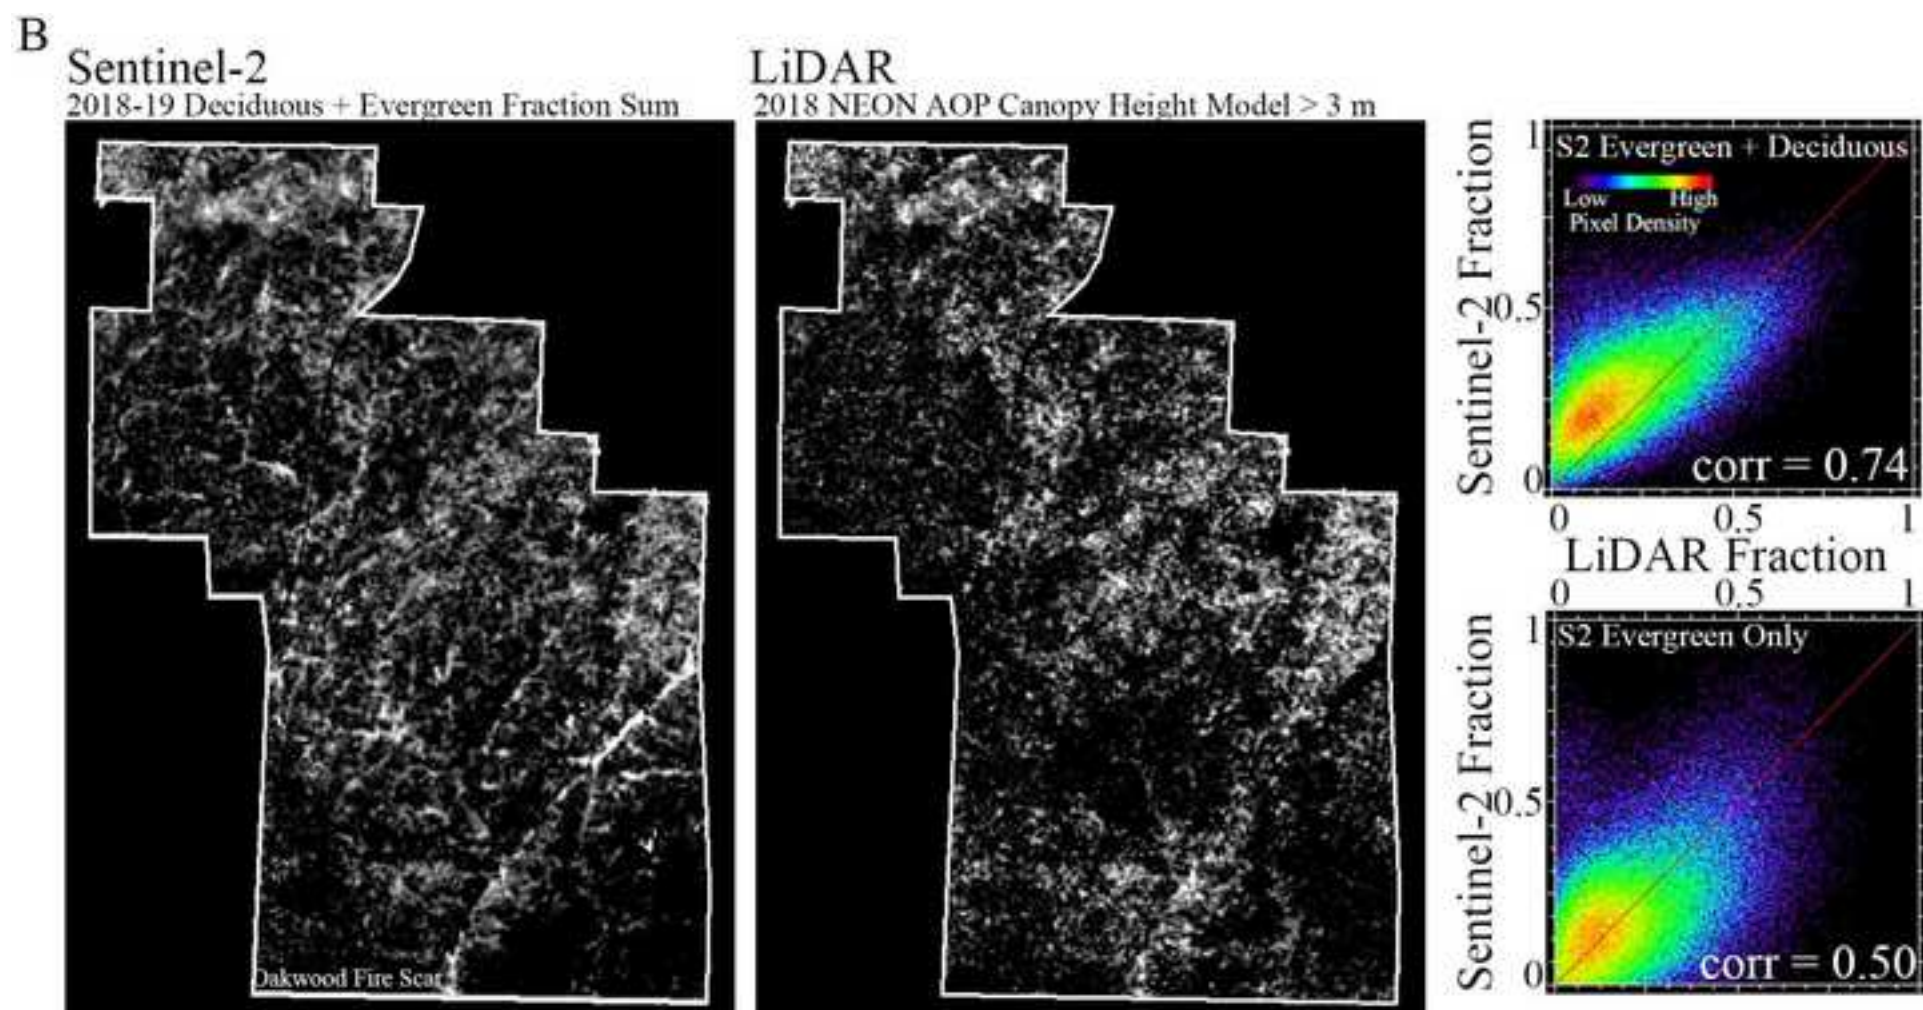 B
Sentinel-2
2018-19 Deciduous + Evergreen Fraction Sum
Oakwood Fire Scar
LiDAR
2018 NEON AOP Canopy Height Model > 3 m
S2 Evergreen + Deciduous
Low High
Pixel Density
corr = 0.74
Sentinel-2 Fraction
1
0.5
0
0 0.5 1
LiDAR Fraction
0 0.5 1
S2 Evergreen Only
corr = 0.50
Sentinel-2 Fraction
1
0.5
0